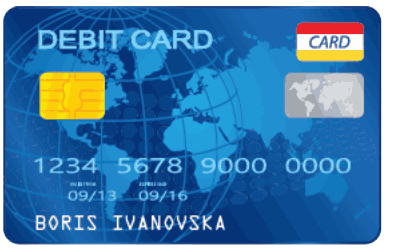 DEBIT CARD
CARD
1234 5678 9000 0000
09/13 09/16
BORIS IVANOVSKA